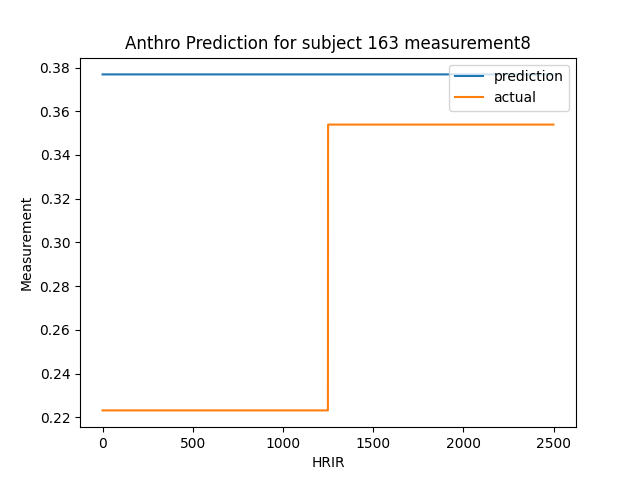 Anthro Prediction for subject 163 measurement8
prediction
actual
Measurement
0.38
0.36
0.34
0.32
0.30
0.28
0.26
0.24
0.22
0 500 1000 1500 2000 2500
HRIR